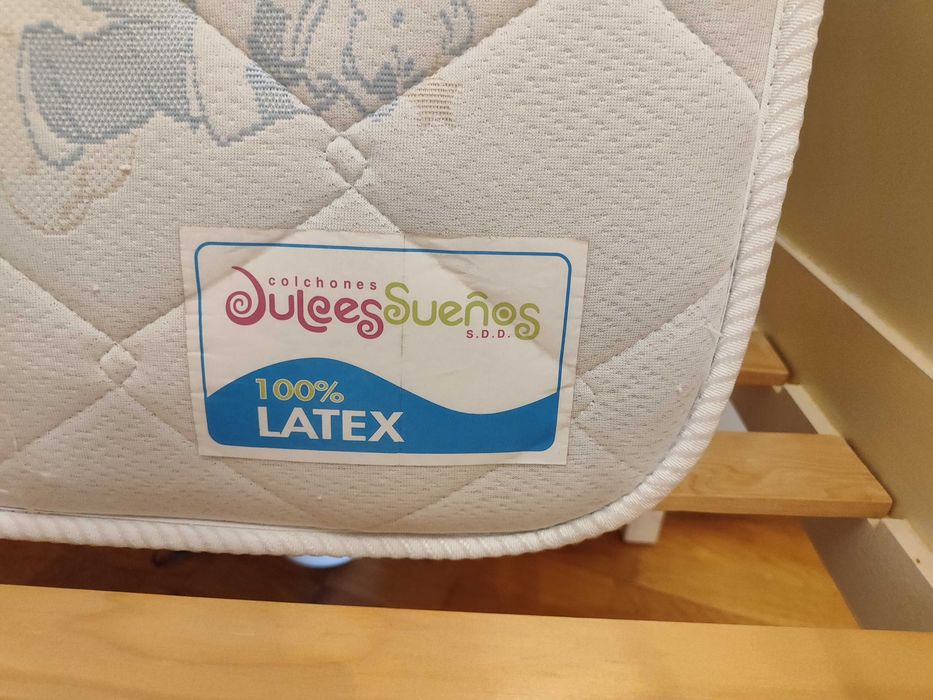 colchones
DulcesSueños
S.D.D.
100%
LATEX